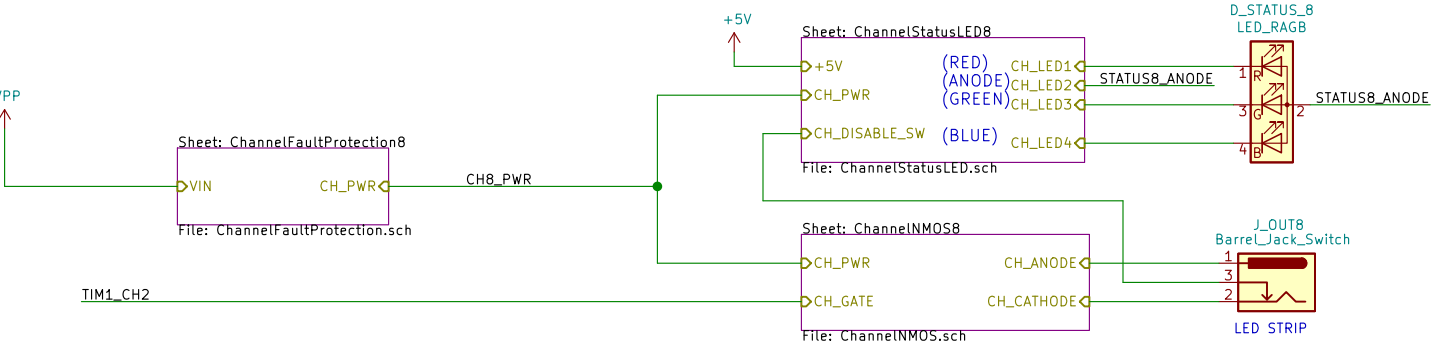 D_STATUS_8
LED_RAGB
+5V
Sheet: ChannelStatusLED8
+5V
(RED)
CH_LED1
1
R
(ANODE)
CH_LED2
STATUS8_ANODE
CH_PWR
(GREEN)
CH_LED3
3
G
2
STATUS8_ANODE
CH_DISABLE_SW
(BLUE)
CH_LED4
4
B
File: ChannelStatusLED.sch
VPP
Sheet: ChannelFaultProtection8
VIN
CH_PWR
CH8_PWR
File: ChannelFaultProtection.sch
Sheet: ChannelNMOS8
J_OUT8
Barrel_Jack_Switch
CH_PWR
CH_ANODE
1
3
TIM1_CH2
CH_GATE
CH_CATHODE
2
LED STRIP
File: ChannelNMOS.sch